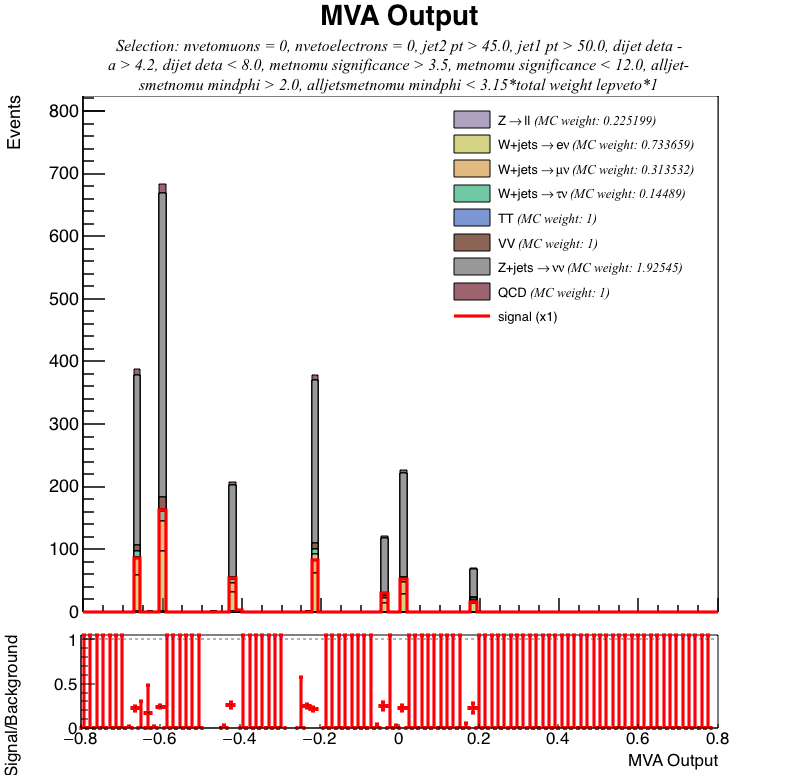 MVA Output
Selection: nvetomuons = 0, nvetoelectrons = 0, jet2 pt > 45.0, jet1 pt > 50.0, dijet deta -
a > 4.2, dijet deta < 8.0, metnomu significance > 3.5, metnomu significance < 12.0, alljet-
smetnomu mindphi > 2.0, alljetsmetnomu mindphi < 3.15*total weight lepveto*1
Events
800
700
600
500
400
300
200
100
0
Z→ll (MC weight: 0.225199)
W+jets→eν (MC weight: 0.733659)
W+jets→μν (MC weight: 0.313532)
W+jets→τν (MC weight: 0.14489)
TT (MC weight: 1)
VV (MC weight: 1)
Z+jets→νν (MC weight: 1.92545)
QCD (MC weight: 1)
signal (x1)
Signal/Background
1
0.5
0
−0.8 −0.6 −0.4 −0.2 0 0.2 0.4 0.6 0.8
MVA Output